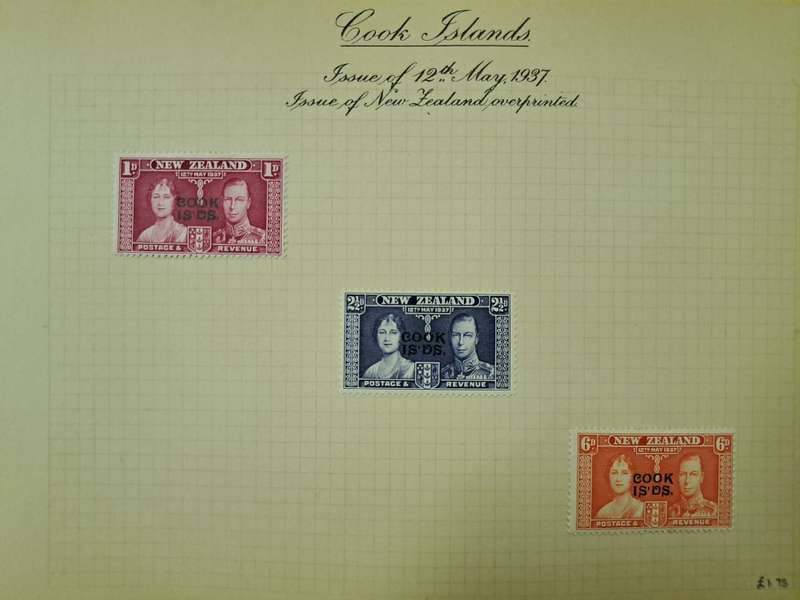 Cook Islands.
Issue of 12th May, 1937.
Issue of New Zealand overprinted.
1D NEW ZEALAND 1D
12TH MAY 1937
COOK
IS'DS.
POSTAGE & REVENUE
2½D NEW ZEALAND 2½D
12TH MAY 1937
COOK
IS'DS.
POSTAGE & REVENUE
6D NEW ZEALAND 6D
12TH MAY 1937
COOK
IS'DS.
POSTAGE & REVENUE